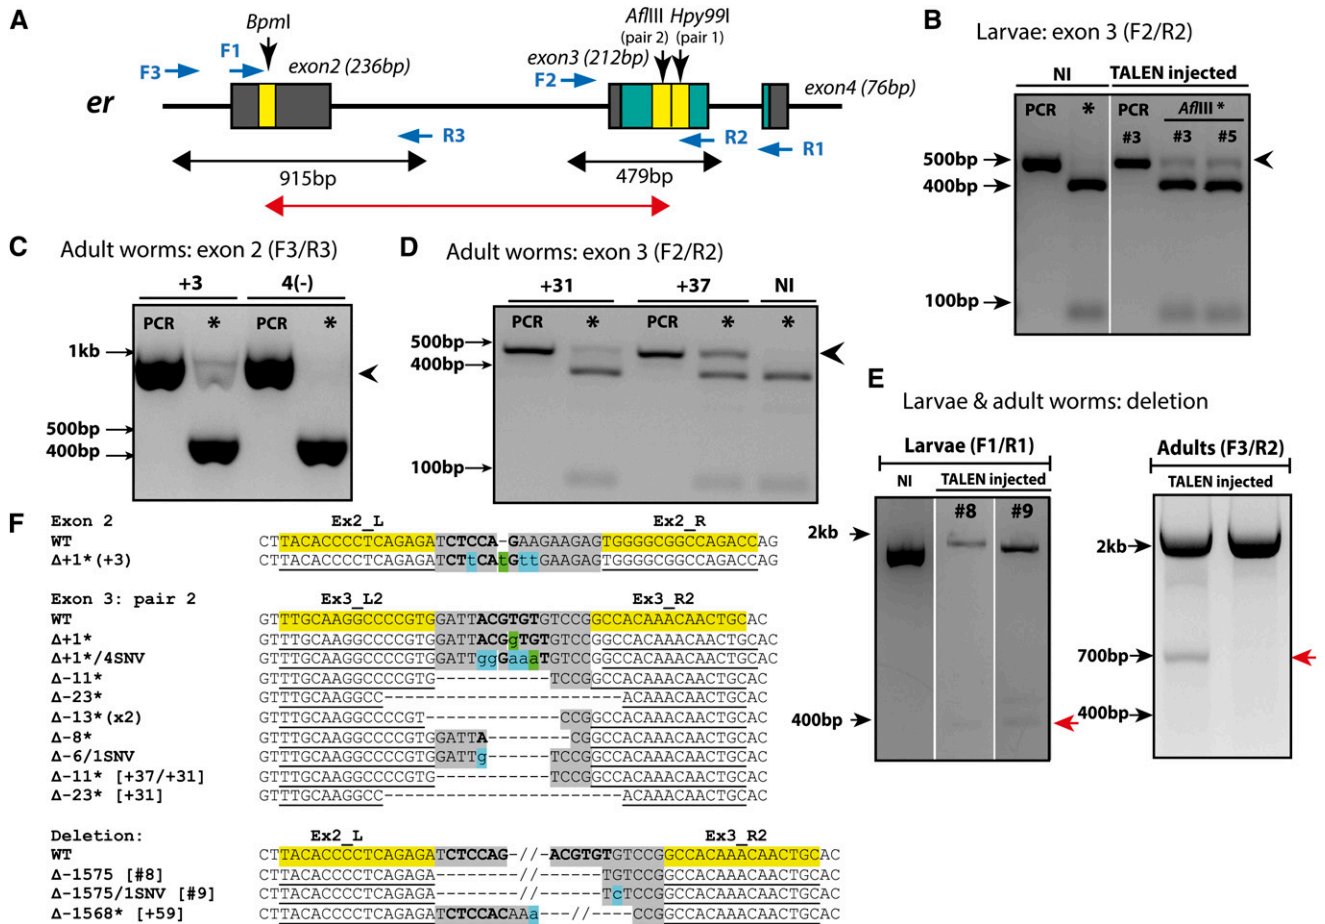 A
BpmI
AflIII Hpy99I
(pair 2) (pair 1)
F1
F3
exon2 (236bp)
exon3 (212bp)
F2
exon4 (76bp)
er
R3
R2
R1
915bp
479bp
B
Larvae: exon 3 (F2/R2)
NI TALEN injected
PCR * PCR AflIII *
#3 #3 #5
500bp
400bp
100bp
C
Adult worms: exon 2 (F3/R3)
+3 4(-)
PCR * PCR *
1kb
500bp
400bp
D
Adult worms: exon 3 (F2/R2)
+31 +37 NI
PCR * PCR * *
500bp
400bp
100bp
E
Larvae & adult worms: deletion
Larvae (F1/R1)
NI TALEN injected
#8 #9
2kb
400bp
Adults (F3/R2)
TALEN injected
2kb
700bp
400bp
F
Exon 2 Ex2_L Ex2_R
WT CTTACACCCCTCAGAGATCTCCA-GAAGAAGAGTGGGGCGGCCAGACCAG
Δ+1*(+3) CTTACACCCCTCAGAGATCTtCAtGttGAAGAGTGGGGCGGCCAGACCAG
Exon 3: pair 2 Ex3_L2 Ex3_R2
WT GTTTGCAAGGCCCCGTGGATTACGTGTGTCCGGCCACAAACAACTGCAC
Δ+1* GTTTGCAAGGCCCCGTGGATTACGgTGTGTCCGGCCACAAACAACTGCAC
Δ+1*/4SNV GTTTGCAAGGCCCCGTGGATTggGaaaTGTCCGGCCACAAACAACTGCAC
Δ-11* GTTTGCAAGGCCCCGTG-----------TCCGGCCACAAACAACTGCAC
Δ-23* GTTTGCAAGGCC-----------------------ACAAACAACTGCAC
Δ-13*(x2) GTTTGCAAGGCCCCGT-------------CCGGCCACAAACAACTGCAC
Δ-8* GTTTGCAAGGCCCCGTGGATTA--------CGGCCACAAACAACTGCAC
Δ-6/1SNV GTTTGCAAGGCCCCGTGGATTg------TCCGGCCACAAACAACTGCAC
Δ-11* [+37/+31] GTTTGCAAGGCCCCGTG-----------TCCGGCCACAAACAACTGCAC
Δ-23* [+31] GTTTGCAAGGCC-----------------------ACAAACAACTGCAC
Deletion: Ex2_L Ex3_R2
WT CTTACACCCCTCAGAGATCTCCAG-//-ACGTGTGTCCGGCCACAAACAACTGCAC
Δ-1575 [#8] CTTACACCCCTCAGAGA--------//------TGTCCGGCCACAAACAACTGCAC
Δ-1575/1SNV [#9] CTTACACCCCTCAGAGA--------//------TcTCCGGCCACAAACAACTGCAC
Δ-1568* [+59] CTTACACCCCTCAGAGATCTCCACAAa---//-----CCGGCCACAAACAACTGCAC